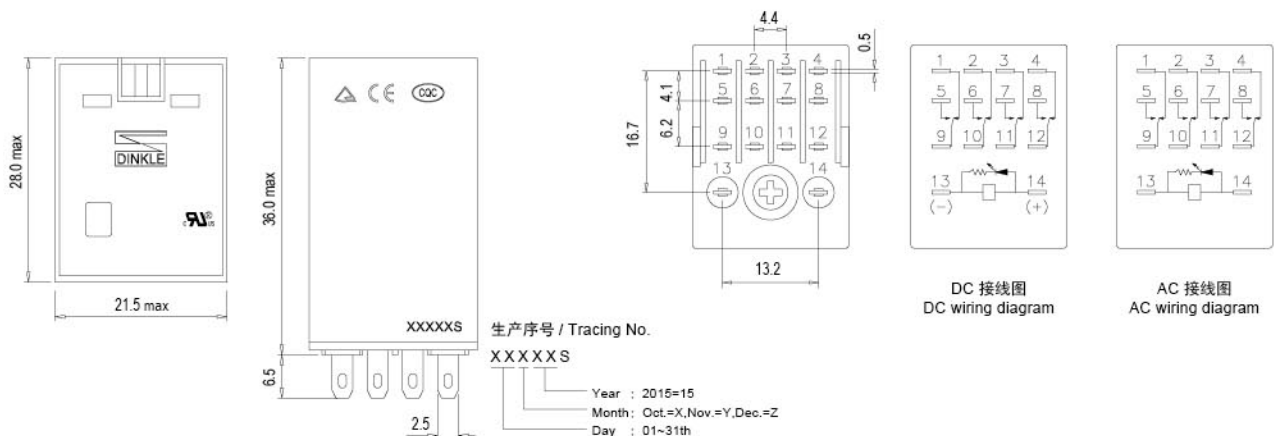 28.0 max
DINKLE
c RU ® US
21.5 max
36.0 max
CE
CQC
XXXXXS
6.5
2.5
生产序号 / Tracing No.
XXXXXS
Year : 2015=15
Month: Oct.=X,Nov.=Y,Dec.=Z
Day : 01~31th
4.4
0.5
16.7
4.1
6.2
1 2 3 4
5 6 7 8
9 10 11 12
13 14
13.2
1 2 3 4
5 6 7 8
9 10 11 12
13 14
(-) (+)
DC 接线图
DC wiring diagram
1 2 3 4
5 6 7 8
9 10 11 12
13 14
AC 接线图
AC wiring diagram